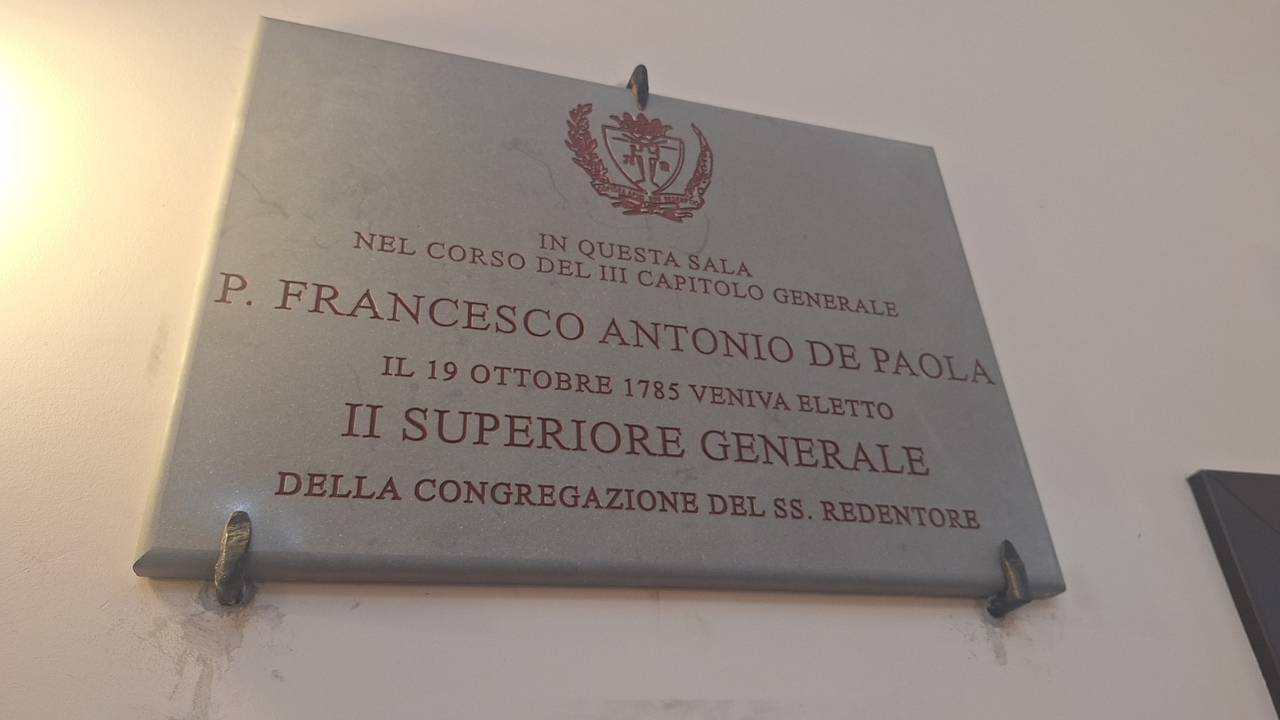 IN QUESTA SALA
NEL CORSO DEL III CAPITOLO GENERALE
P. FRANCESCO ANTONIO DE PAOLA
IL 19 OTTOBRE 1785 VENIVA ELETTO
II SUPERIORE GENERALE
DELLA CONGREGAZIONE DEL SS. REDENTORE